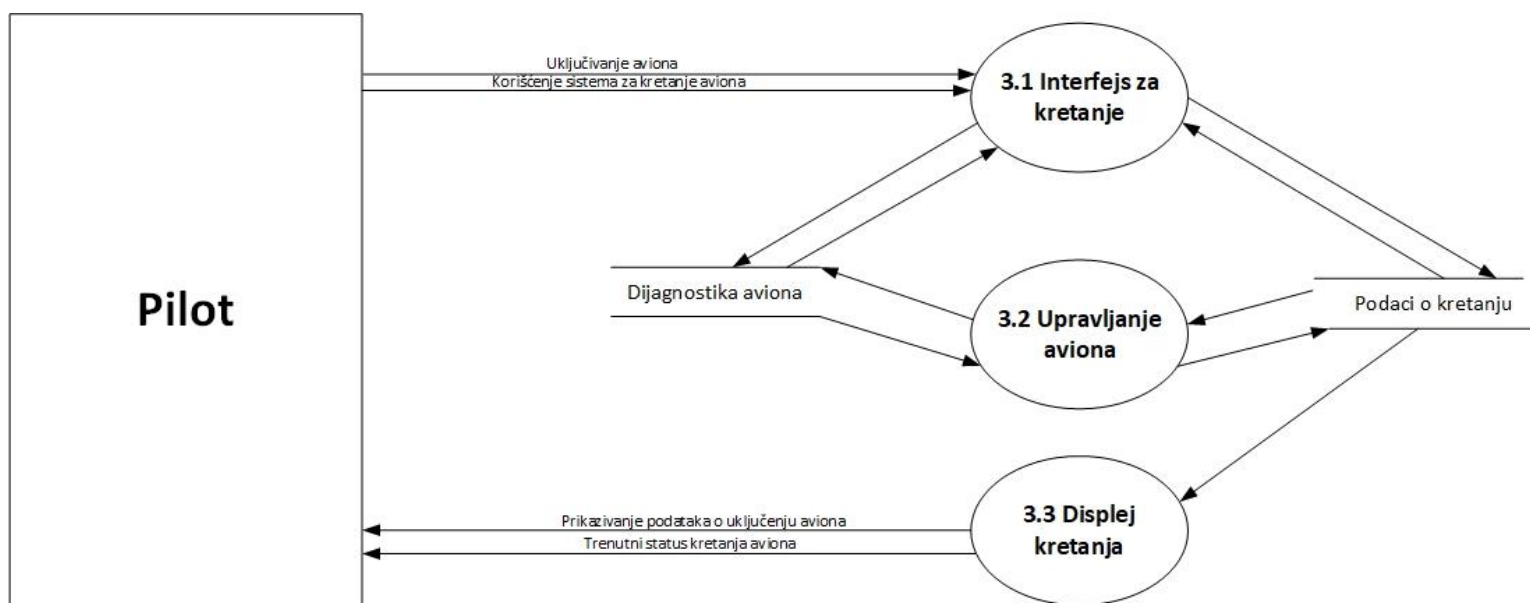 Uključivanje aviona
Korišćenje sistema za kretanje aviona
3.1 Interfejs za
kretanje
Pilot
Dijagnostika aviona
3.2 Upravljanje
aviona
Podaci o kretanju
3.3 Displej
kretanja
Prikazivanje podataka o uključenju aviona
Trenutni status kretanja aviona